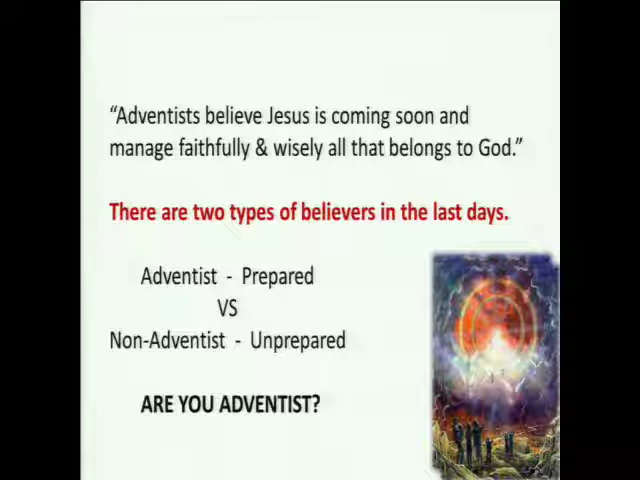 “Adventists believe Jesus is coming soon and
manage faithfully & wisely all that belongs to God.”
There are two types of believers in the last days.
Adventist - Prepared
VS
Non-Adventist - Unprepared
ARE YOU ADVENTIST?